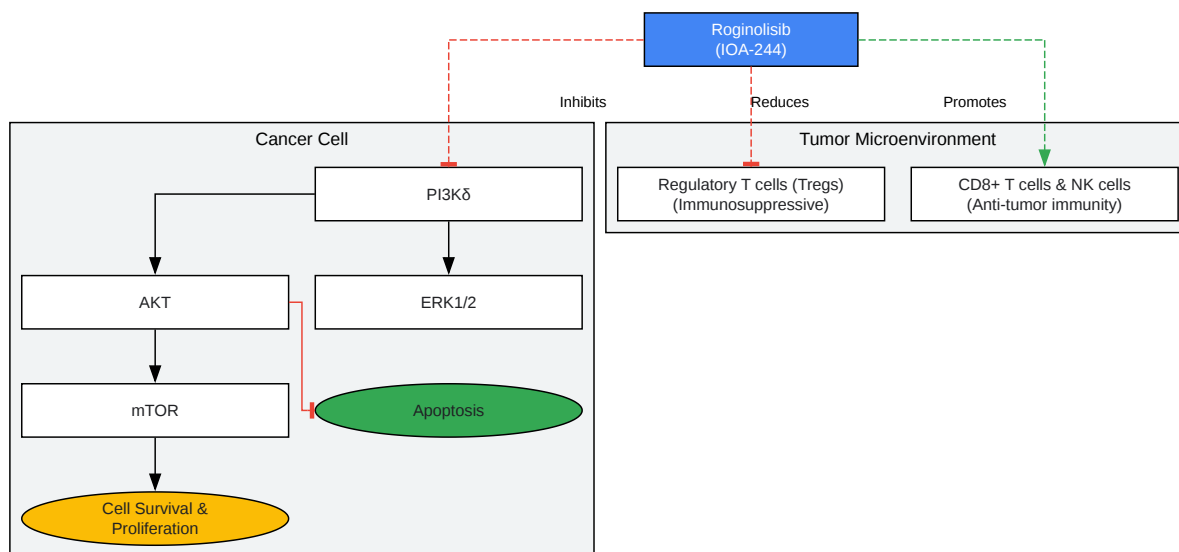 Roginolisib
(IOA-244)
Inhibits
Reduces
Promotes
Cancer Cell
Tumor Microenvironment
PI3Kδ
Regulatory T cells (Tregs)
(Immunosuppressive)
CD8+ T cells & NK cells
(Anti-tumor immunity)
AKT
ERK1/2
mTOR
Apoptosis
Cell Survival &
Proliferation